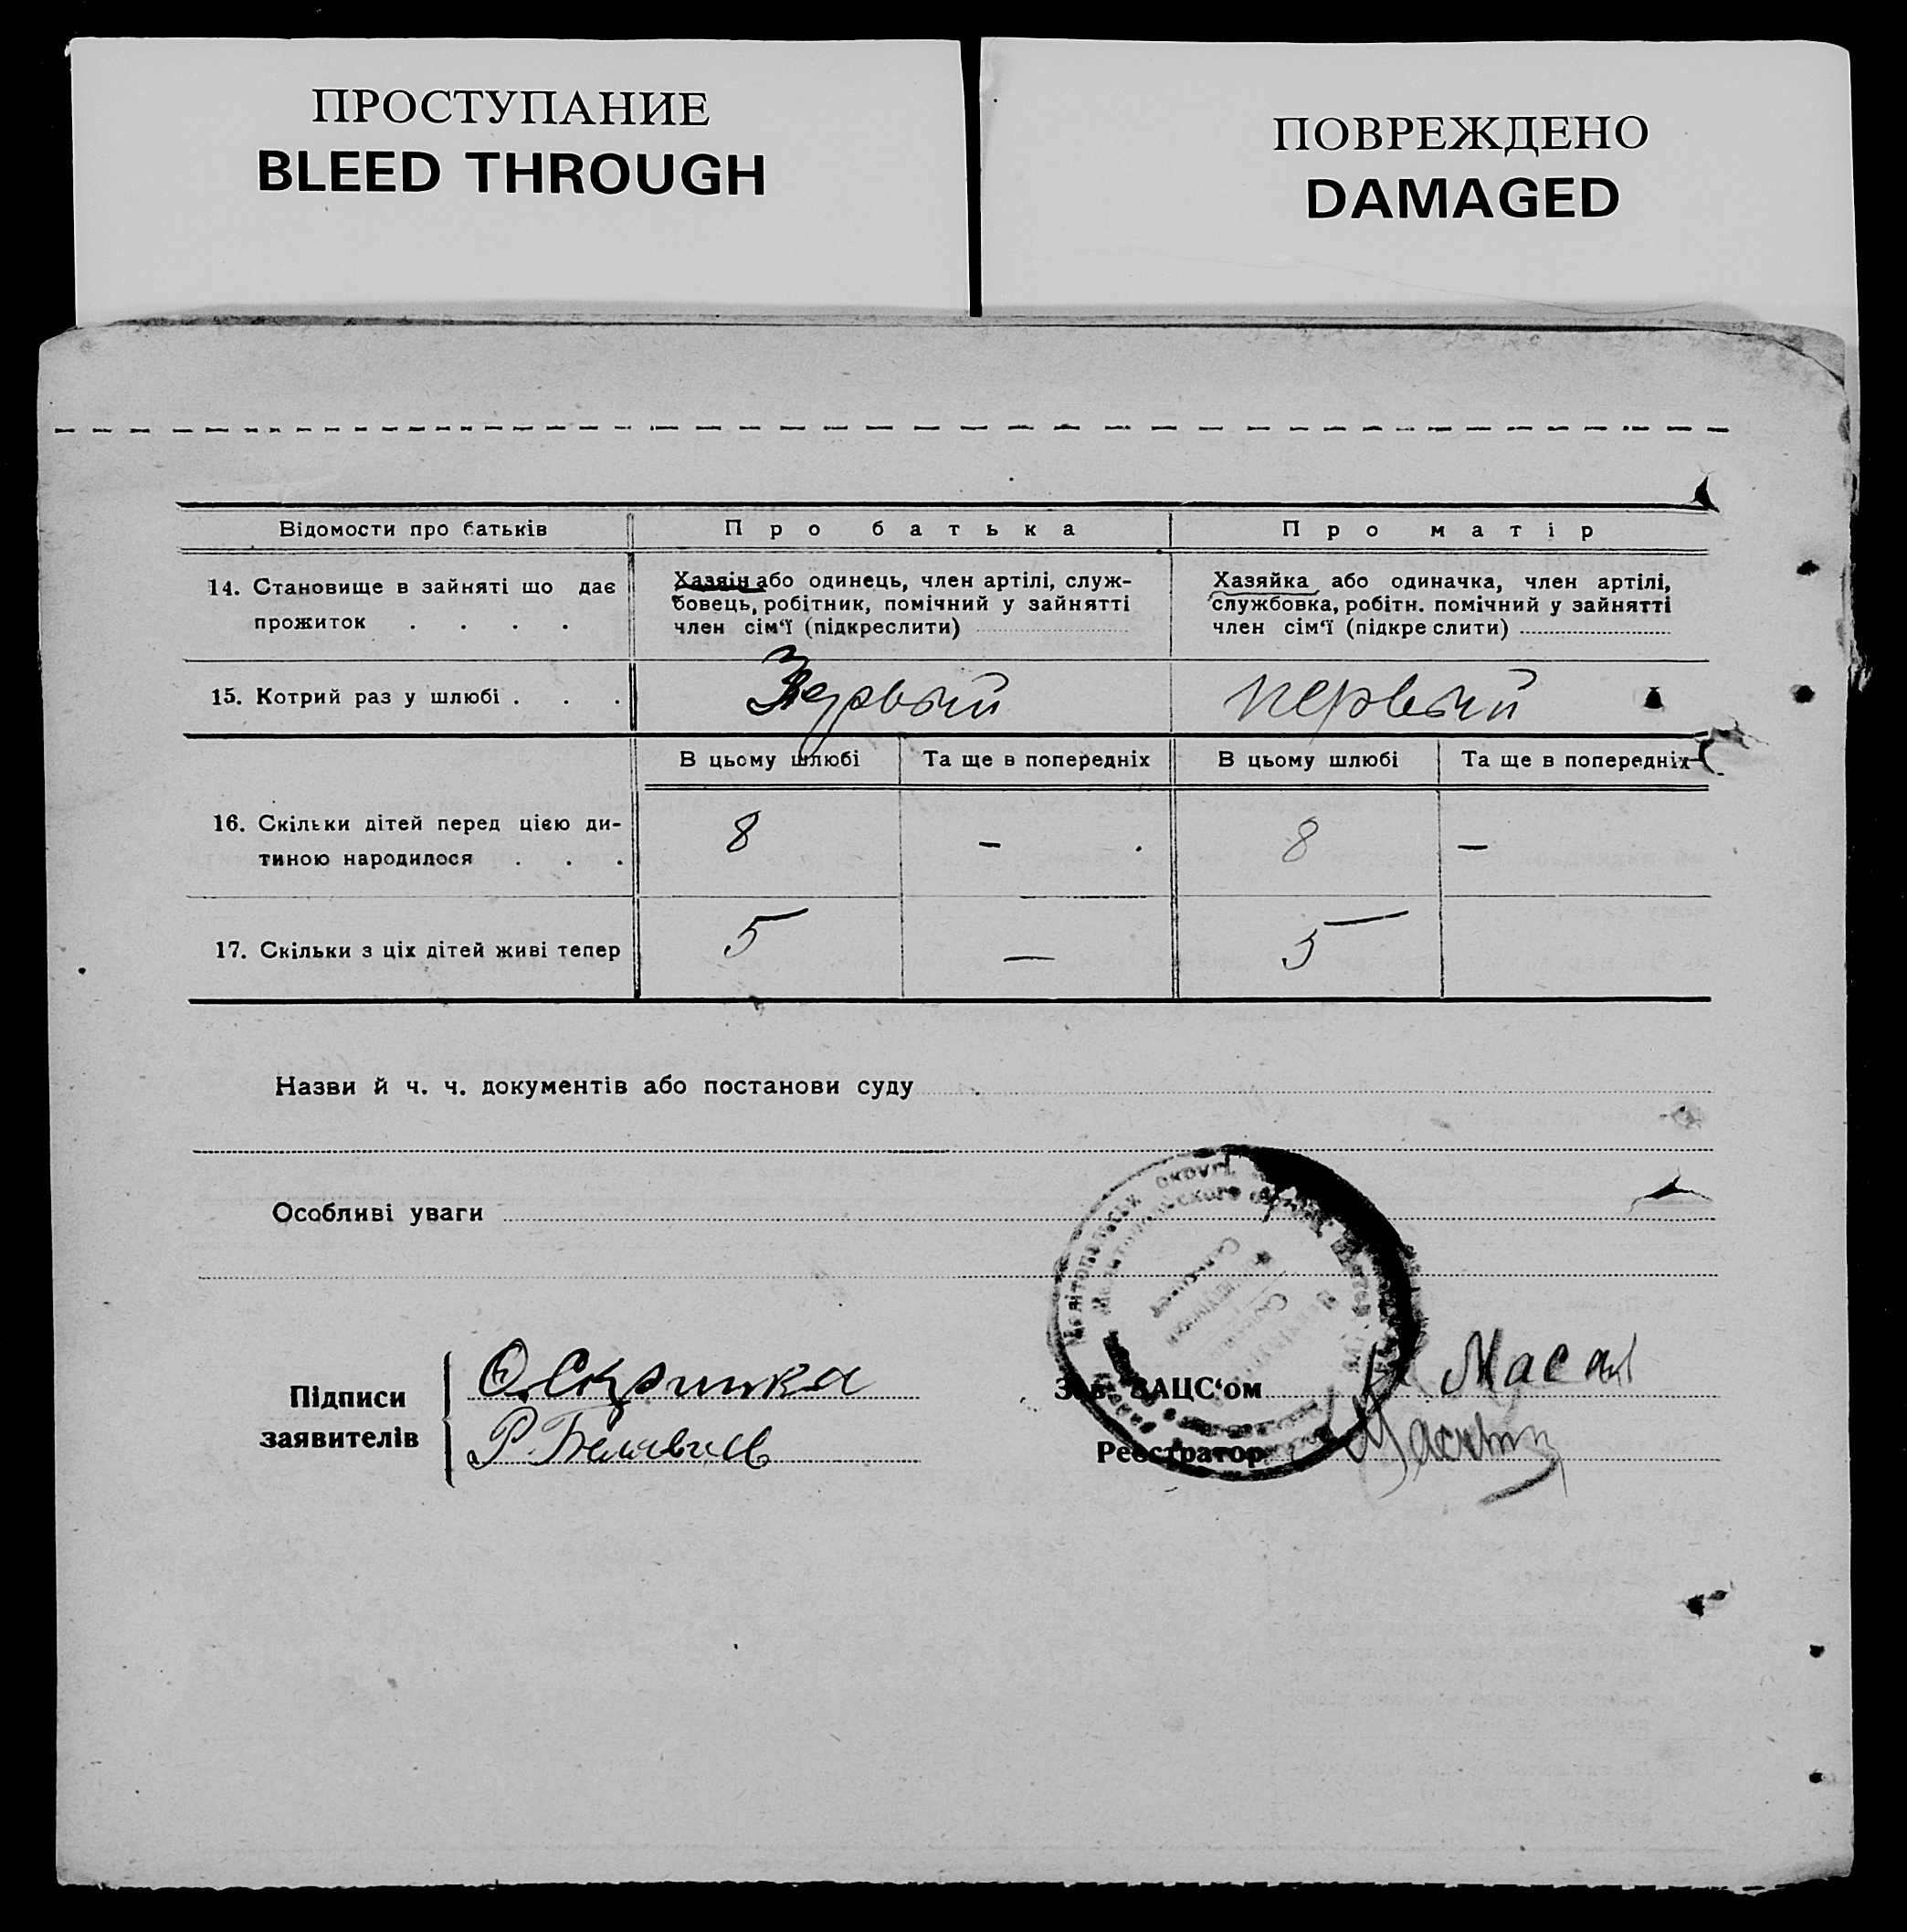 ПРОСТУПАНИЕ
BLEED THROUGH
ПОВРЕЖДЕНО
DAMAGED
Відомости про батьків
Про батька
Про матір
14. Становище в зайняті що дає
прожиток . . . .
Хазяїн або одинець, член артілі, служ-
бовець, робітник, помічний у зайнятті
член сім‘ї (підкреслити)
Хазяйка або одиначка, член артілі,
службовка, робітн. помічний у зайнятті
член сім‘ї (підкреслити)
15. Котрий раз у шлюбі . . .
первый
В цьому шлюбі
Та ще в попередніх
В цьому шлюбі
Та ще в попередніх
16. Скільки дітей перед цією ди-
тиною народилося . . .
8
–
8
–
17. Скільки з ціх дітей живі тепер
5
—
5
Назви й ч. ч. документів або постанови суду
Особливі уваги
Підписи
заявителів
Зав. ЗАЦС‘ом
Реєстратор